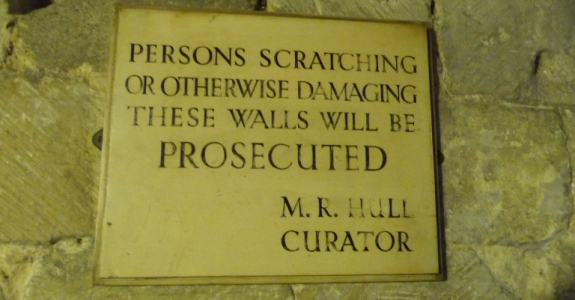 PERSONS SCRATCHING
OR OTHERWISE DAMAGING
THESE WALLS WILL BE
PROSECUTED
M. R. HULL
CURATOR